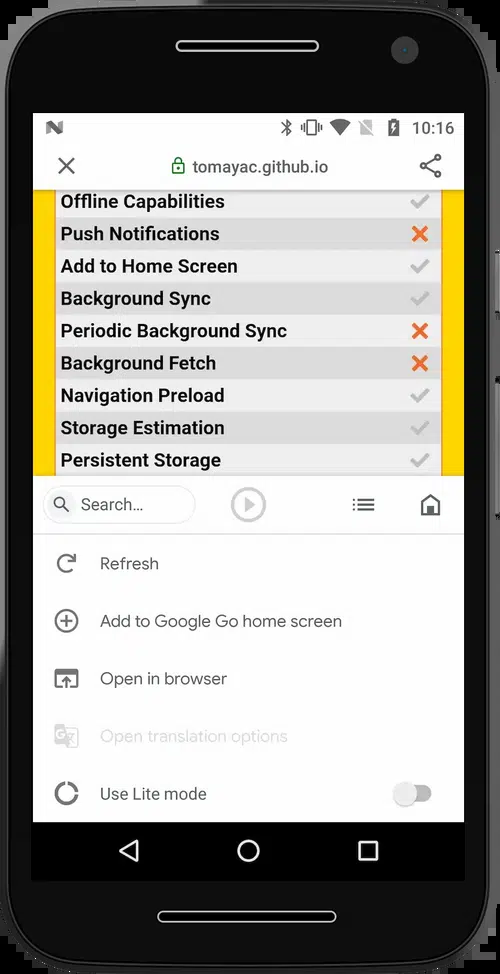 10:16
tomayac.github.io
Offline Capabilities
Push Notifications
Add to Home Screen
Background Sync
Periodic Background Sync
Background Fetch
Navigation Preload
Storage Estimation
Persistent Storage
Search...
Refresh
Add to Google Go home screen
Open in browser
Open translation options
Use Lite mode